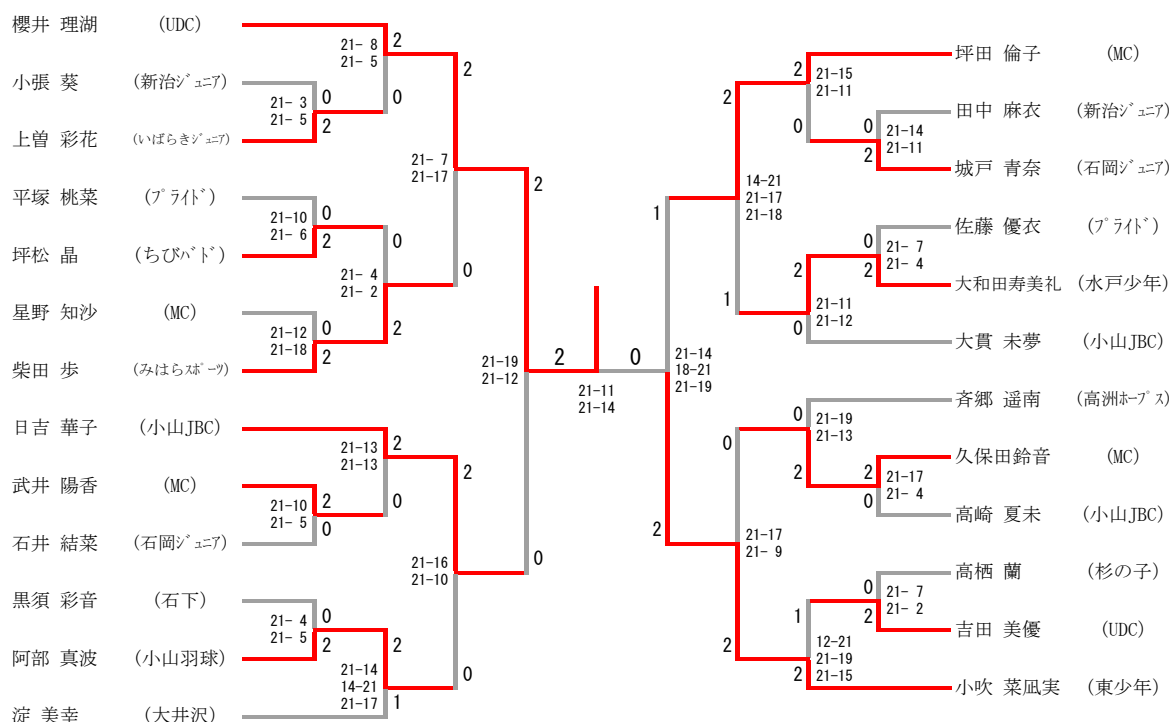 櫻井 理湖 (UDC)
小張 葵 (新治ジュニア)
上曽 彩花 (いばらきジュニア)
平塚 桃菜 (プライド)
坪松 晶 (ちびバド)
星野 知沙 (MC)
柴田 歩 (みはらスポーツ)
日吉 華子 (小山JBC)
武井 陽香 (MC)
石井 結菜 (石岡ジュニア)
黒須 彩音 (石下)
阿部 真波 (小山羽球)
淀 美幸 (大井沢)
21- 8 2
21- 5
0
21- 3 0
21- 5
2
2
21- 7
21-17
0
21-10 0
21- 6 2
0
21- 4
21- 2
2
21-12 0
21-18 2
2
21-19
21-12
0
21-13 2
21-13
0
21-10 2
21- 5
0
2
21-16
21-10
0
21- 4 0
21- 5 2
2
21-14
14-21
21-17 1
2 0
21-11
21-14
1
21-14
18-21
21-19
2
2
14-21
21-17
21-18
1
2 21-15
21-11
0
0 21-14
21-11
2
2
21-11
21-12
0
0 21- 7
21- 4
2
0
21-17
21- 9
2
0 21-19
21-13
2
2 21-17
21- 4
0
1
12-21
21-19
21-15
2
0 21- 7
21- 2
2
坪田 倫子 (MC)
田中 麻衣 (新治ジュニア)
城戸 青奈 (石岡ジュニア)
佐藤 優衣 (プライド)
大和田寿美礼 (水戸少年)
大貫 未夢 (小山JBC)
斉郷 遥南 (高洲ホープス)
久保田鈴音 (MC)
高崎 夏未 (小山JBC)
高栖 蘭 (杉の子)
吉田 美優 (UDC)
小吹 菜凪実 (東少年)